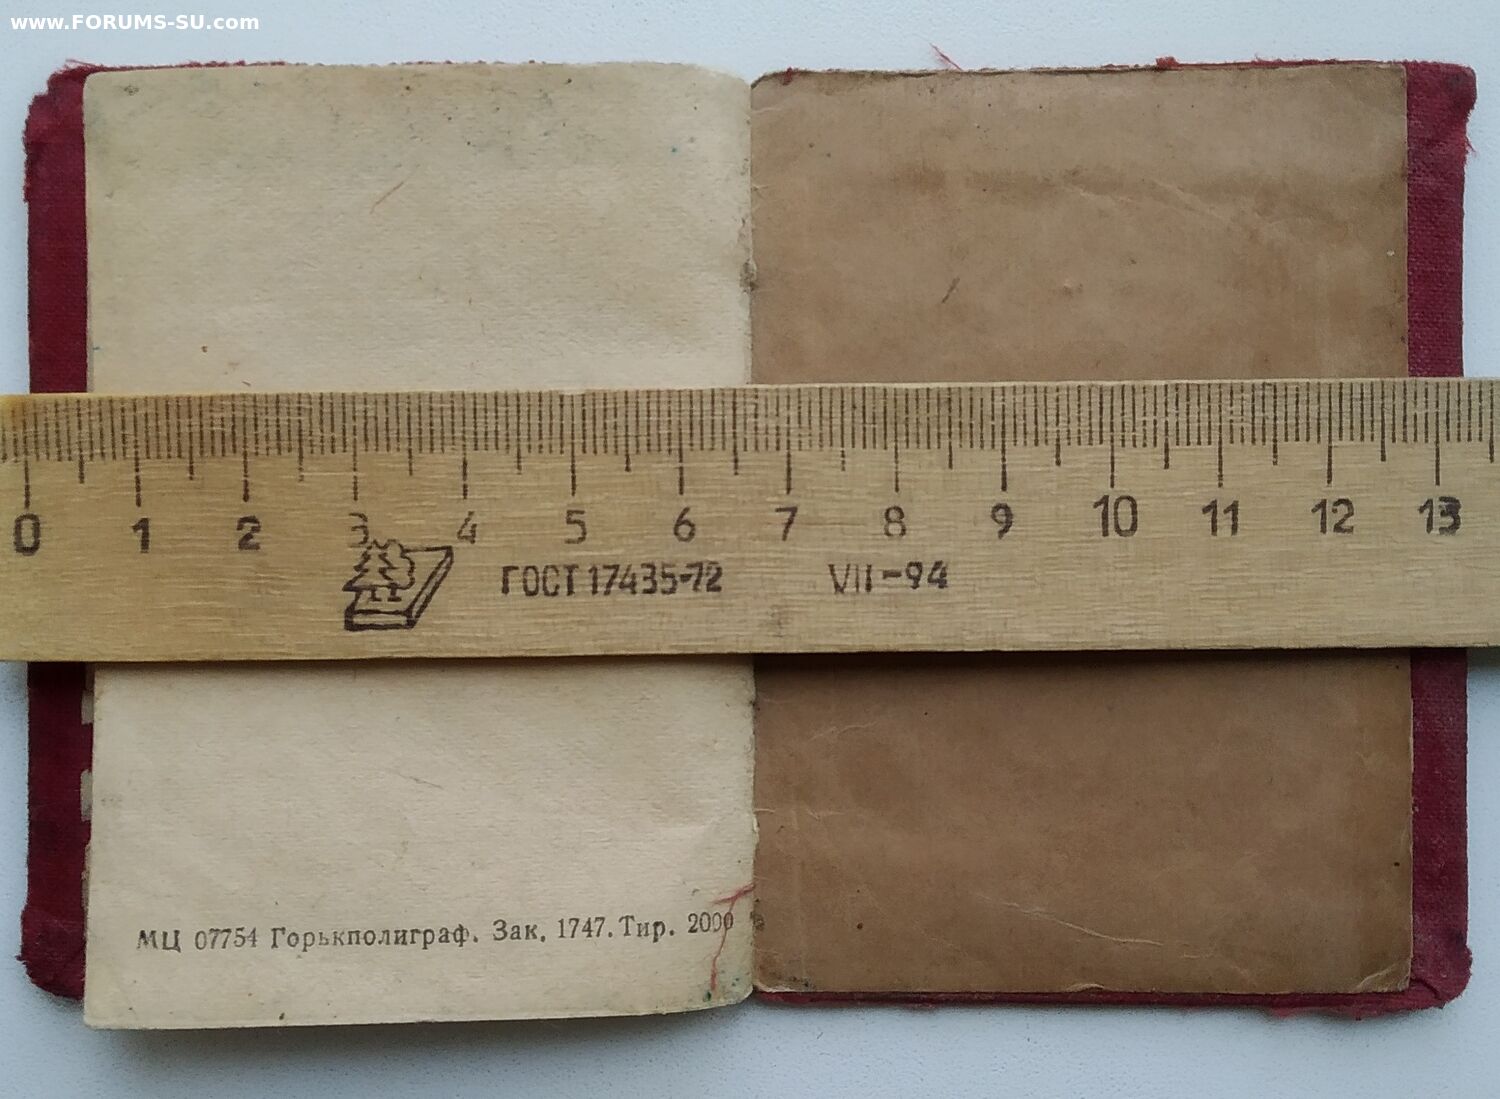 www.FORUMS-SU.com
0 1 2 3 4 5 6 7 8 9 10 11 12 13
ГОСТ 17435-72 VII-94
МЦ 07754 Горькполиграф. Зак. 1747. Тир. 2000